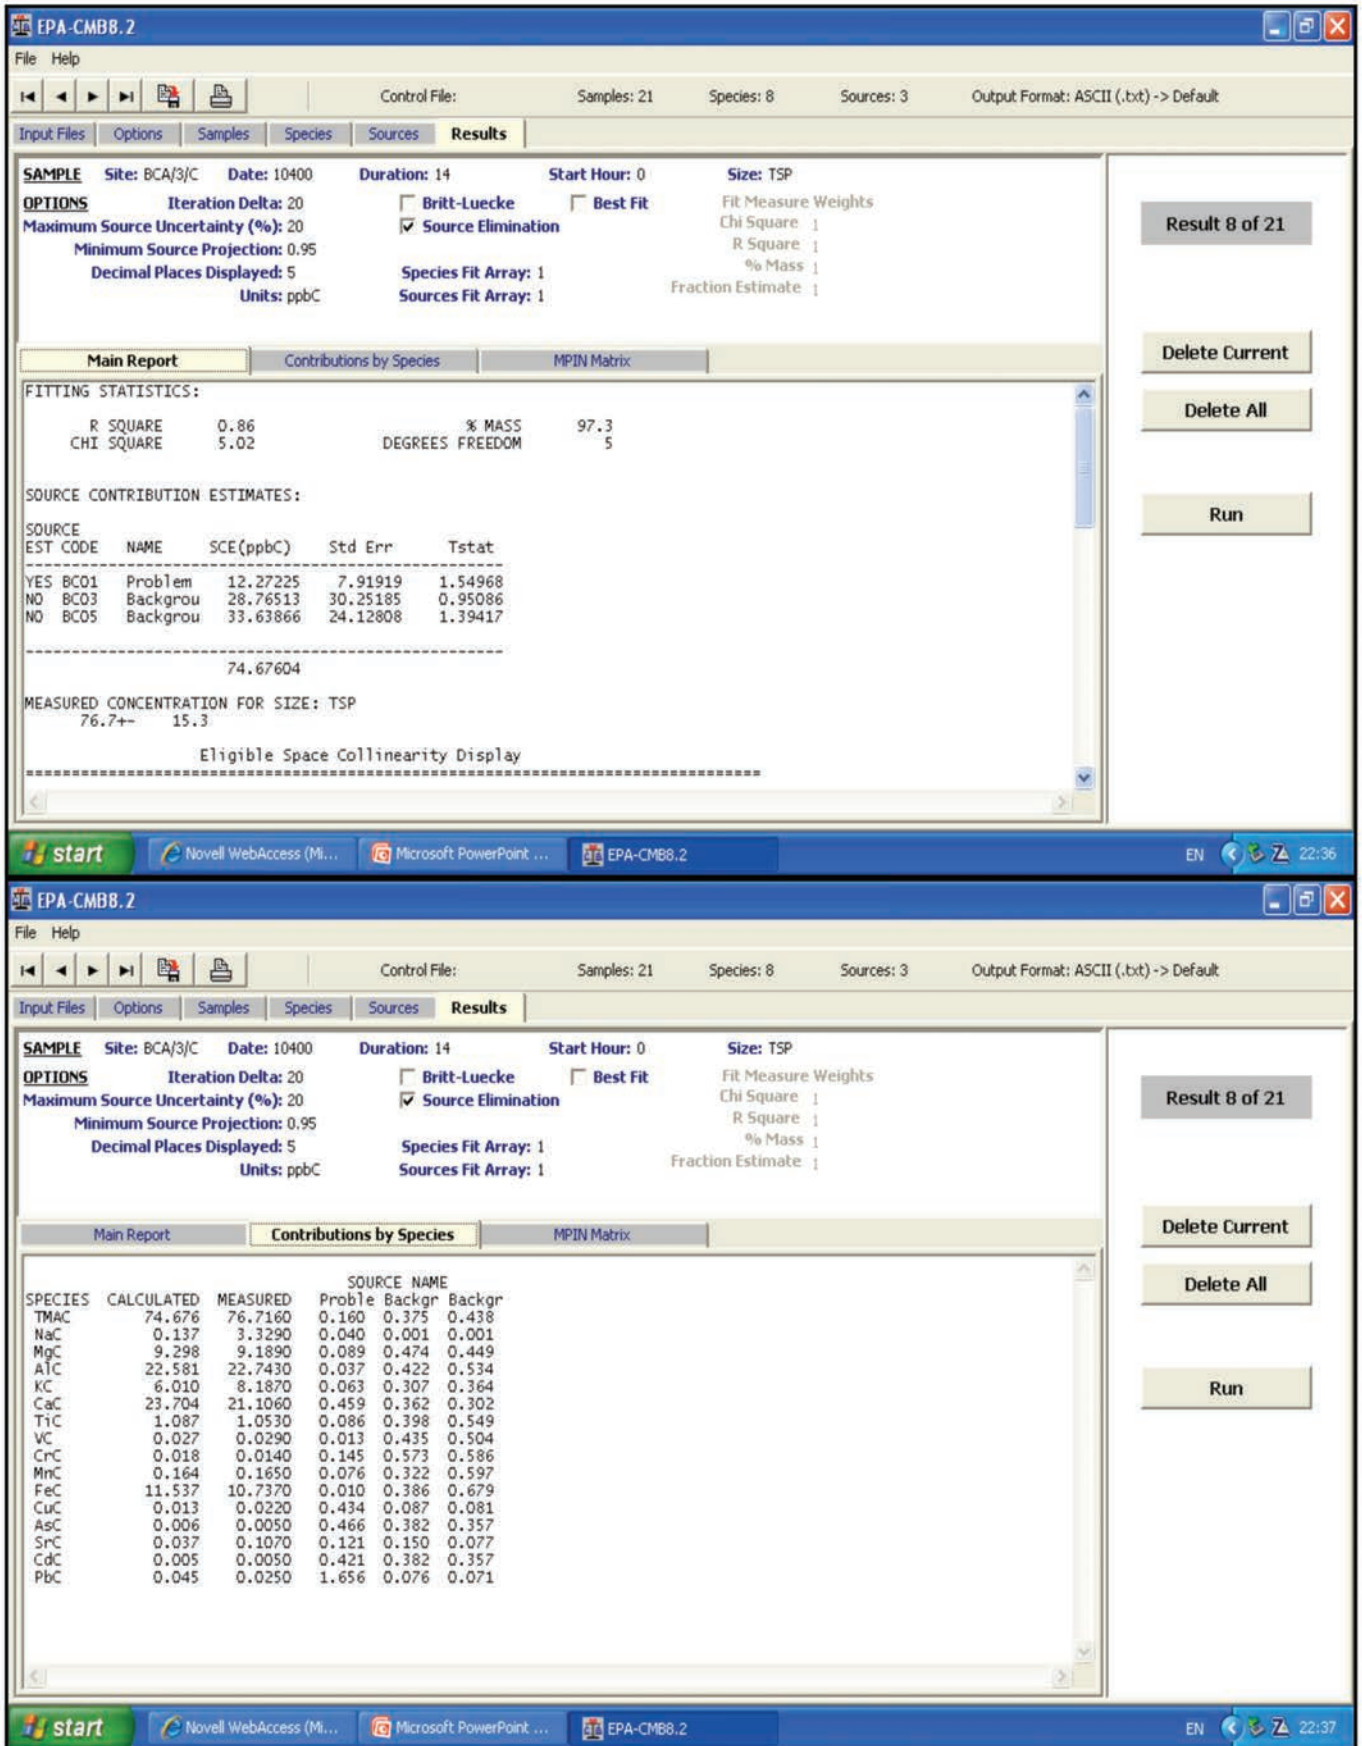 EPA-CMB8.2
File Help
Control File: Samples: 21 Species: 8 Sources: 3 Output Format: ASCII (.txt) -> Default
Input Files Options Samples Species Sources Results
SAMPLE Site: BCA/3/C Date: 10400 Duration: 14 Start Hour: 0 Size: TSP
OPTIONS Iteration Delta: 20 Britt-Luecke Best Fit Fit Measure Weights
Maximum Source Uncertainty (%): 20 Source Elimination Chi Square 1
Minimum Source Projection: 0.95 R Square 1
Decimal Places Displayed: 5 Species Fit Array: 1 % Mass 1
Units: ppbC Sources Fit Array: 1 Fraction Estimate 1
Result 8 of 21
Delete Current
Delete All
Run
Main Report Contributions by Species MPIN Matrix
FITTING STATISTICS:
R SQUARE 0.86 % MASS 97.3
CHI SQUARE 5.02 DEGREES FREEDOM 5
SOURCE CONTRIBUTION ESTIMATES:
SOURCE
EST CODE NAME SCE(ppbC) Std Err Tstat
YES BCO1 Problem 12.27225 7.91919 1.54968
NO BCO3 Backgrou 28.76513 30.25185 0.95086
NO BCO5 Backgrou 33.63866 24.12808 1.39417
74.67604
MEASURED CONCENTRATION FOR SIZE: TSP
76.7+- 15.3
Eligible Space Collinearity Display
start Novell WebAccess (Mi... Microsoft PowerPoint ... EPA-CMB8.2 EN 22:36
EPA-CMB8.2
File Help
Control File: Samples: 21 Species: 8 Sources: 3 Output Format: ASCII (.txt) -> Default
Input Files Options Samples Species Sources Results
SAMPLE Site: BCA/3/C Date: 10400 Duration: 14 Start Hour: 0 Size: TSP
OPTIONS Iteration Delta: 20 Britt-Luecke Best Fit Fit Measure Weights
Maximum Source Uncertainty (%): 20 Source Elimination Chi Square 1
Minimum Source Projection: 0.95 R Square 1
Decimal Places Displayed: 5 Species Fit Array: 1 % Mass 1
Units: ppbC Sources Fit Array: 1 Fraction Estimate 1
Result 8 of 21
Delete Current
Delete All
Run
Main Report Contributions by Species MPIN Matrix
SOURCE NAME
SPECIES CALCULATED MEASURED Proble Backgr Backgr
TMAC 74.676 76.7160 0.160 0.375 0.438
NaC 0.137 3.3290 0.040 0.001 0.001
MgC 9.298 9.1890 0.089 0.474 0.449
AlC 22.581 22.7430 0.037 0.422 0.534
KC 6.010 8.1870 0.063 0.307 0.364
CaC 23.704 21.1060 0.459 0.362 0.302
TiC 1.087 1.0530 0.086 0.398 0.549
VC 0.027 0.0290 0.013 0.435 0.504
CrC 0.018 0.0140 0.145 0.573 0.586
MnC 0.164 0.1650 0.076 0.322 0.597
FeC 11.537 10.7370 0.010 0.386 0.679
CuC 0.013 0.0220 0.434 0.087 0.081
AsC 0.006 0.0050 0.466 0.382 0.357
SrC 0.037 0.1070 0.121 0.150 0.077
CdC 0.005 0.0050 0.421 0.382 0.357
PbC 0.045 0.0250 1.656 0.076 0.071
start Novell WebAccess (Mi... Microsoft PowerPoint ... EPA-CMB8.2 EN 22:37